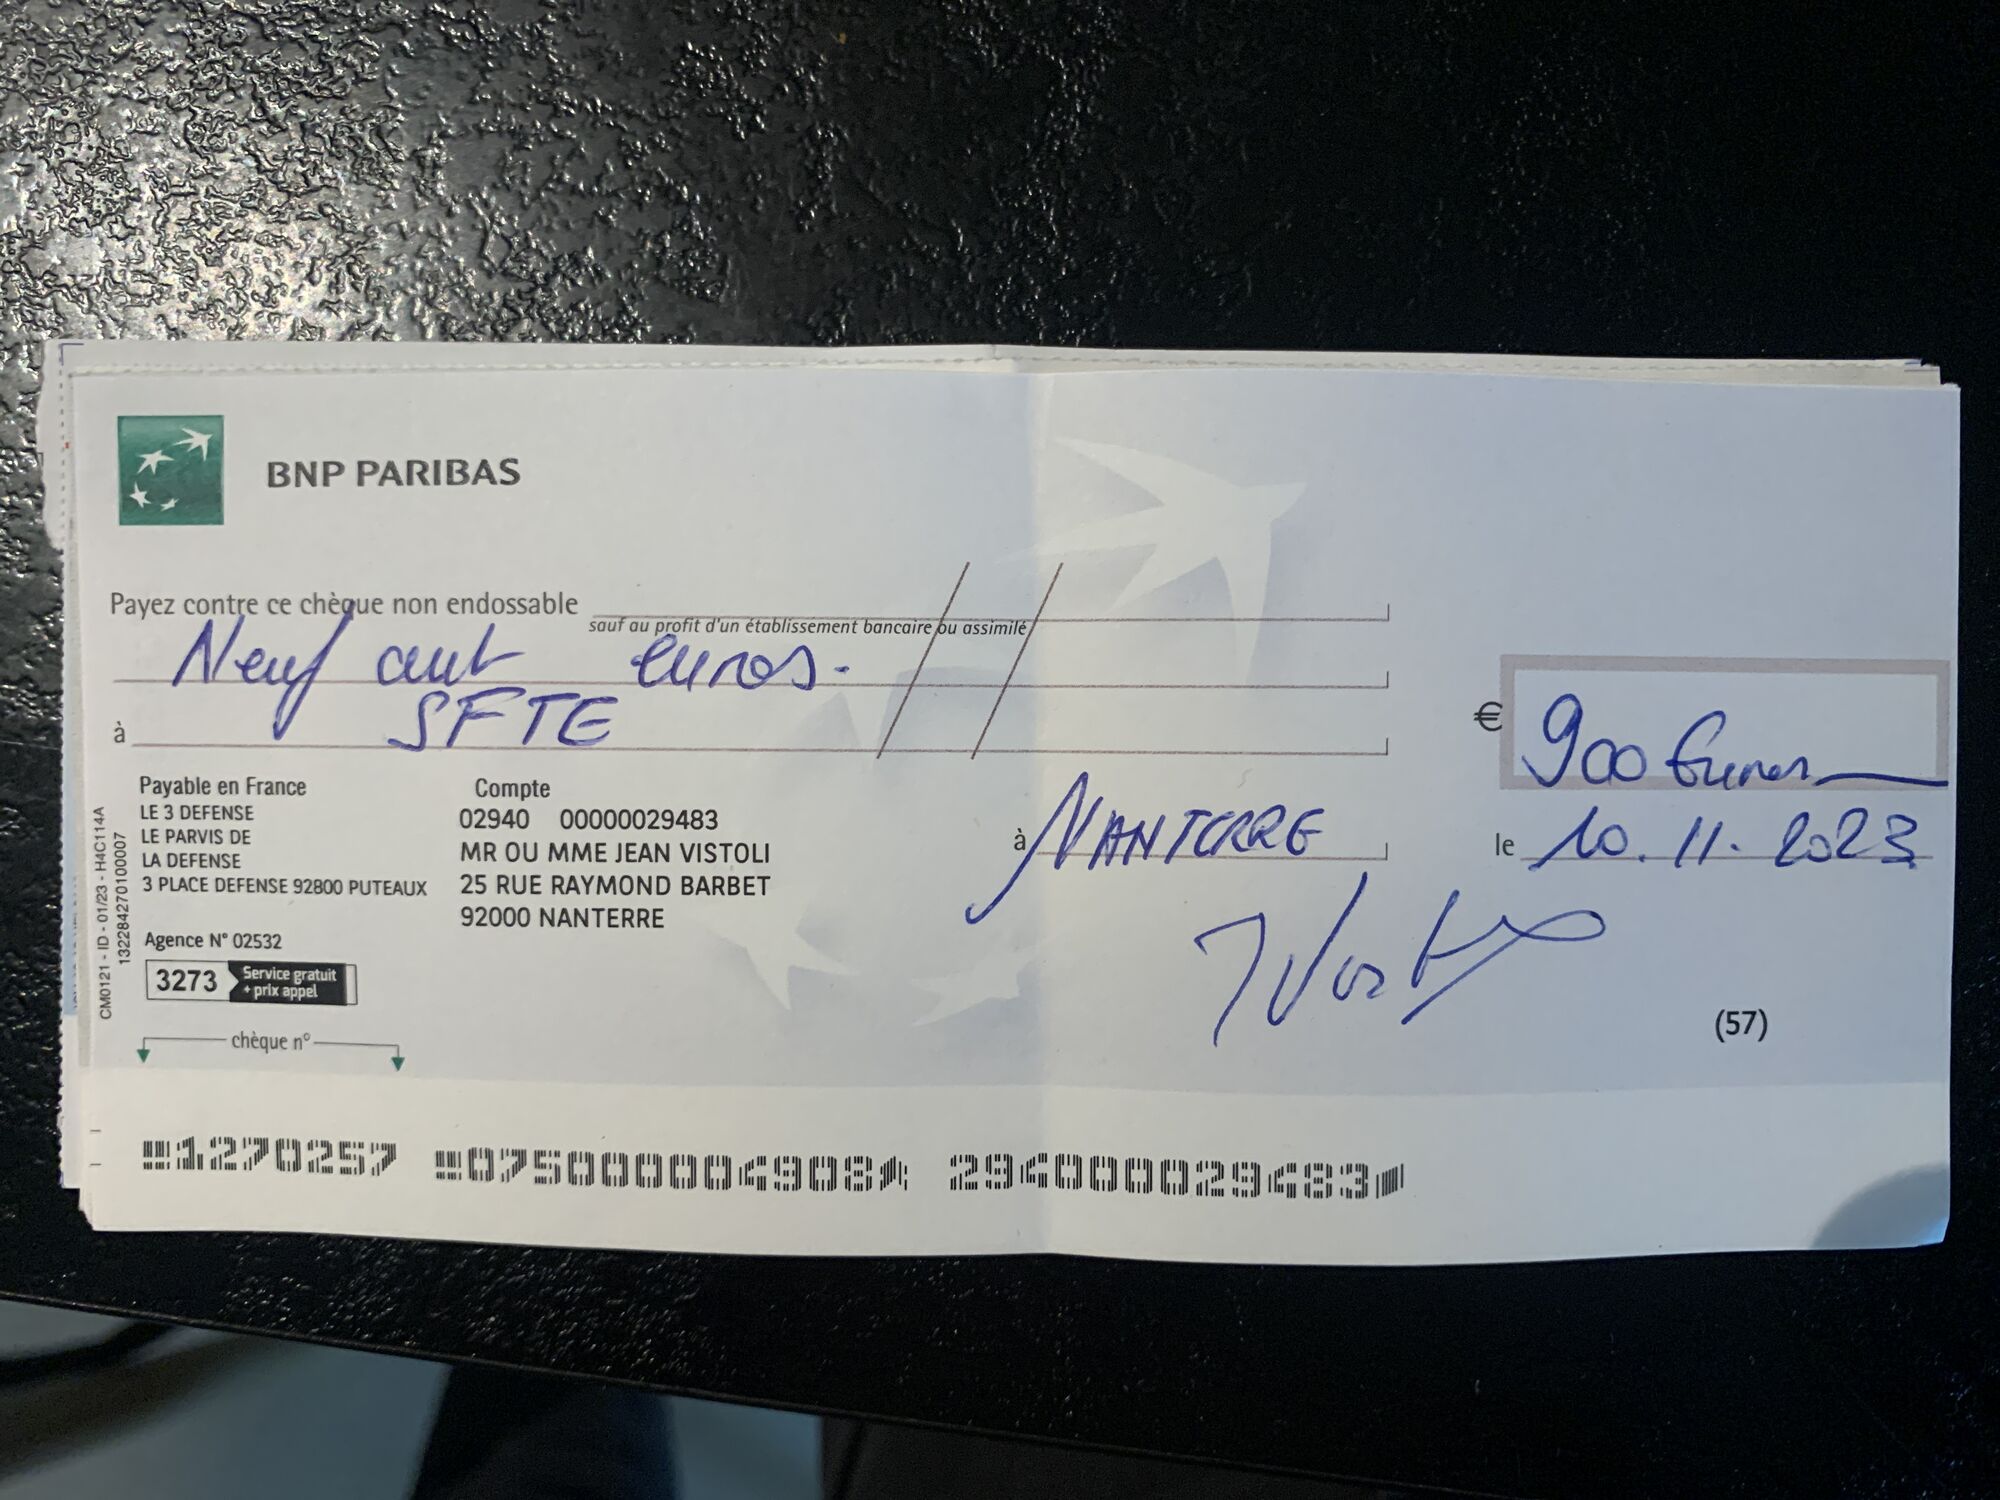 BNP PARIBAS
Payez contre ce chèque non endossable
sauf au profit d'un établissement bancaire ou assimilé
Neuf cent euros.
à SFTE
€ 900 Euros
Payable en France
LE 3 DEFENSE
LE PARVIS DE
LA DEFENSE
3 PLACE DEFENSE 92800 PUTEAUX
Compte
02940 00000029483
MR OU MME JEAN VISTOLI
25 RUE RAYMOND BARBET
92000 NANTERRE
à NANTERRE
le 10.11.2023
Agence N° 02532
3273 Service gratuit
+ prix appel
CM0121 - ID - 01/23 - H4C114A
1322842701000007
(57)
chèque n°
1270257 075000004908 294000029483